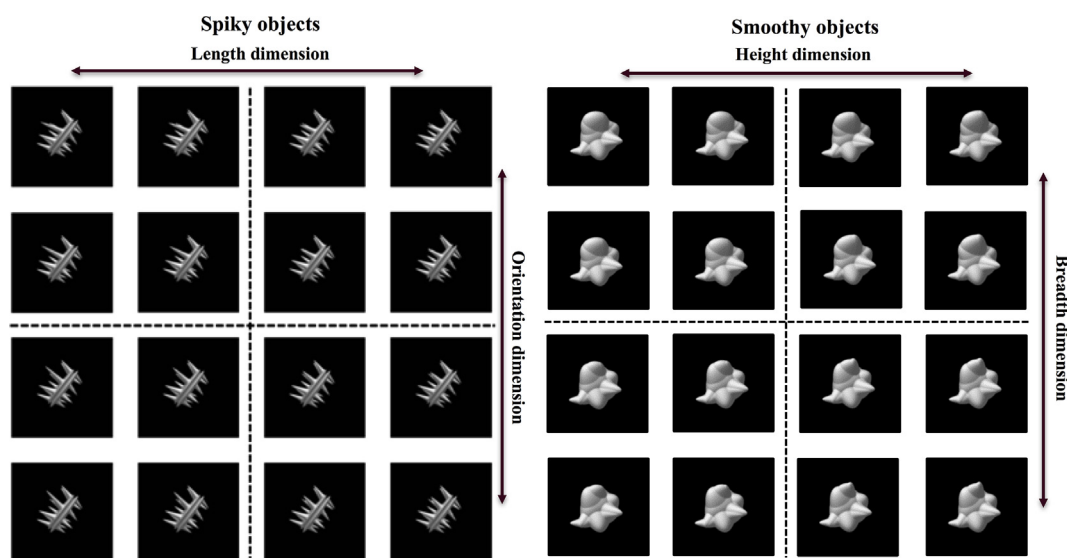 Spiky objects
Length dimension
Orientation dimension
Smoothy objects
Height dimension
Breadth dimension